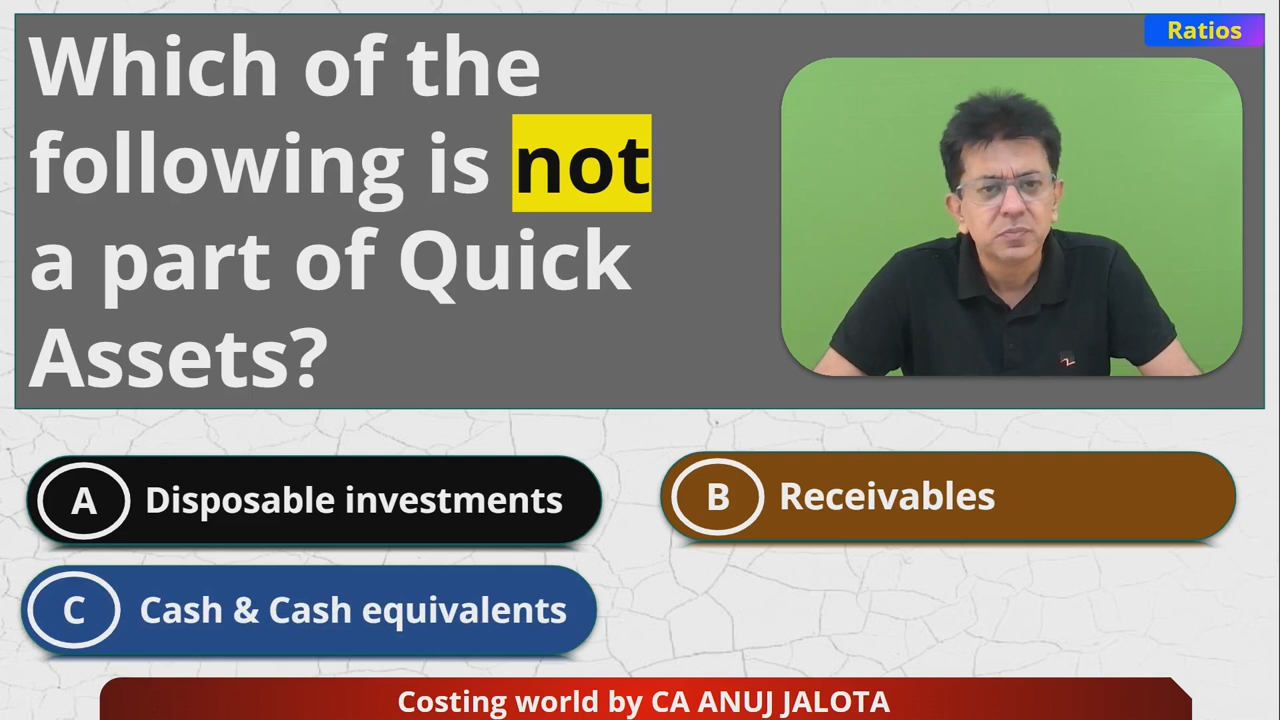 Ratios
Which of the
following is not
a part of Quick
Assets?
A Disposable investments
B Receivables
C Cash & Cash equivalents
Costing world by CA ANUJ JALOTA